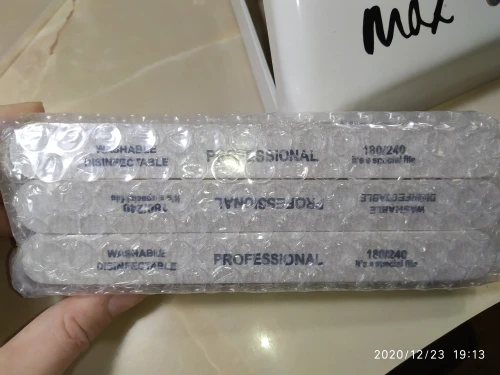 max
WASHABLE
DISINFECTABLE
PROFESSIONAL
180/240
It's a special file
WASHABLE
DISINFECTABLE
PROFESSIONAL
180/240
It's a special file
WASHABLE
DISINFECTABLE
PROFESSIONAL
180/240
It's a special file
2020/12/23 19:13